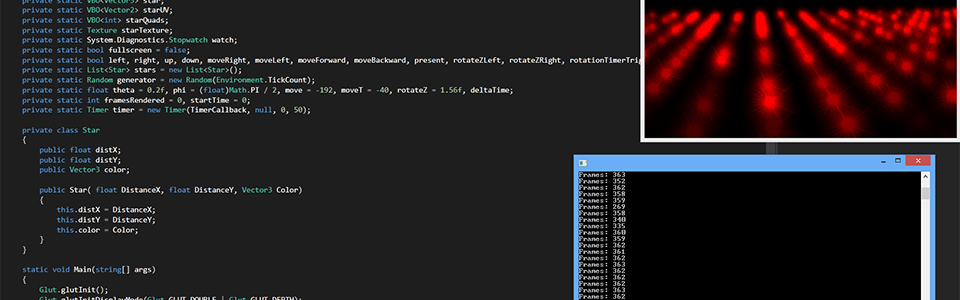 private static VBO<Vector3> star;
private static VBO<Vector2> starUV;
private static VBO<int> starQuads;
private static Texture starTexture;
private static System.Diagnostics.Stopwatch watch;
private static bool fullscreen = false;
private static bool left, right, up, down, moveRight, moveLeft, moveForward, moveBackward, present, rotateZLeft, rotateZRight, rotationTimerTrig
private static List<Star> stars = new List<Star>();
private static Random generator = new Random(Environment.TickCount);
private static float theta = 0.2f, phi = (float)Math.PI / 2, move = -192, moveT = -40, rotateZ = 1.56f, deltaTime;
private static int framesRendered = 0, startTime = 0;
private static Timer timer = new Timer(TimerCallback, null, 0, 50);
private class Star
{
public float distX;
public float distY;
public Vector3 color;
public Star( float DistanceX, float DistanceY, Vector3 Color)
{
this.distX = DistanceX;
this.distY = DistanceY;
this.color = Color;
}
}
static void Main(string[] args)
{
Glut.glutInit();
Glut.glutInitDisplayMode(Glut.GLUT_DOUBLE | Glut.GLUT_DEPTH);
Frames: 363
Frames: 352
Frames: 362
Frames: 358
Frames: 359
Frames: 269
Frames: 358
Frames: 340
Frames: 335
Frames: 360
Frames: 359
Frames: 362
Frames: 361
Frames: 362
Frames: 363
Frames: 362
Frames: 362
Frames: 362
Frames: 363
Frames: 362